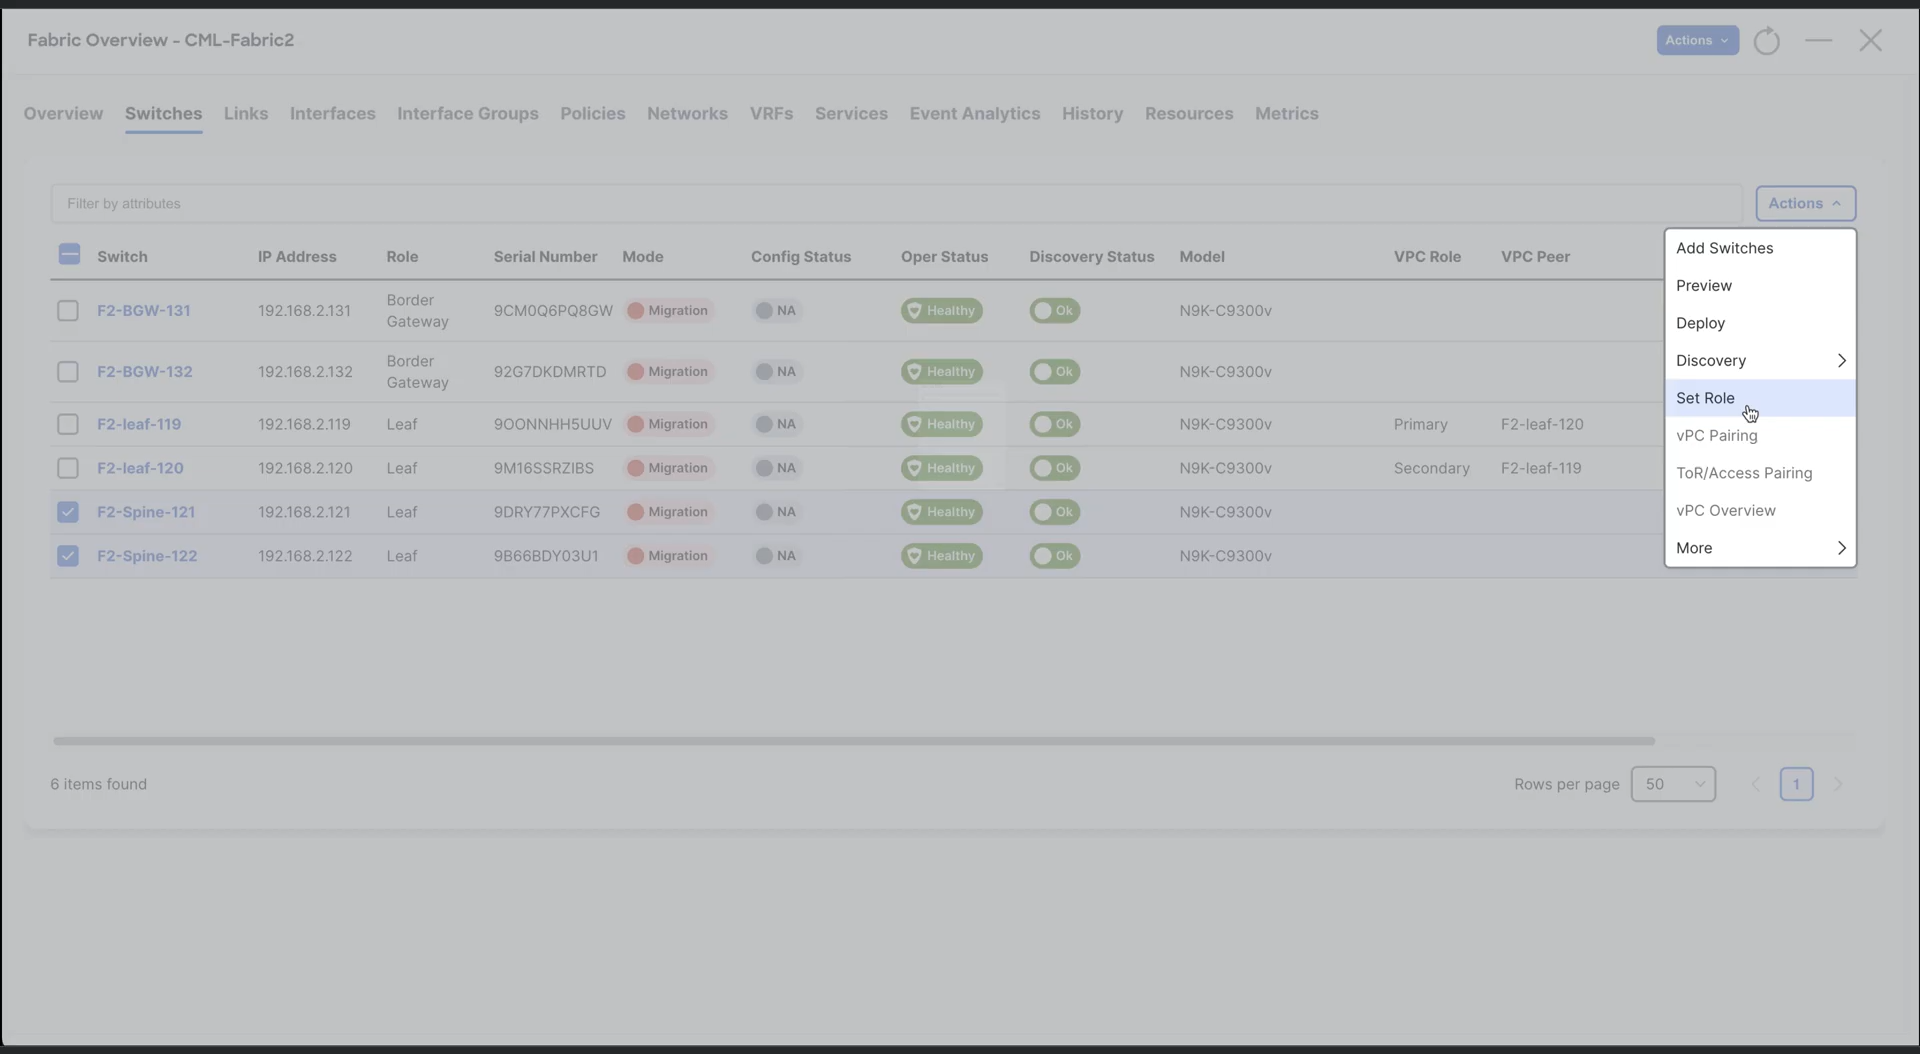 Fabric Overview - CML-Fabric2
Actions
Overview Switches Links Interfaces Interface Groups Policies Networks VRFs Services Event Analytics History Resources Metrics
Filter by attributes
Actions
Switch IP Address Role Serial Number Mode Config Status Oper Status Discovery Status Model VPC Role VPC Peer
F2-BGW-131 192.168.2.131 Border Gateway 9CM0Q6PQ8GW Migration NA Healthy Ok N9K-C9300v
F2-BGW-132 192.168.2.132 Border Gateway 92G7DKDMRTD Migration NA Healthy Ok N9K-C9300v
F2-leaf-119 192.168.2.119 Leaf 9OONNHH5UUV Migration NA Healthy Ok N9K-C9300v Primary F2-leaf-120
F2-leaf-120 192.168.2.120 Leaf 9M16SSRZIBS Migration NA Healthy Ok N9K-C9300v Secondary F2-leaf-119
F2-Spine-121 192.168.2.121 Leaf 9DRY77PXCFG Migration NA Healthy Ok N9K-C9300v
F2-Spine-122 192.168.2.122 Leaf 9B66BDY03U1 Migration NA Healthy Ok N9K-C9300v
Add Switches
Preview
Deploy
Discovery
Set Role
vPC Pairing
ToR/Access Pairing
vPC Overview
More
6 items found
Rows per page 50 1